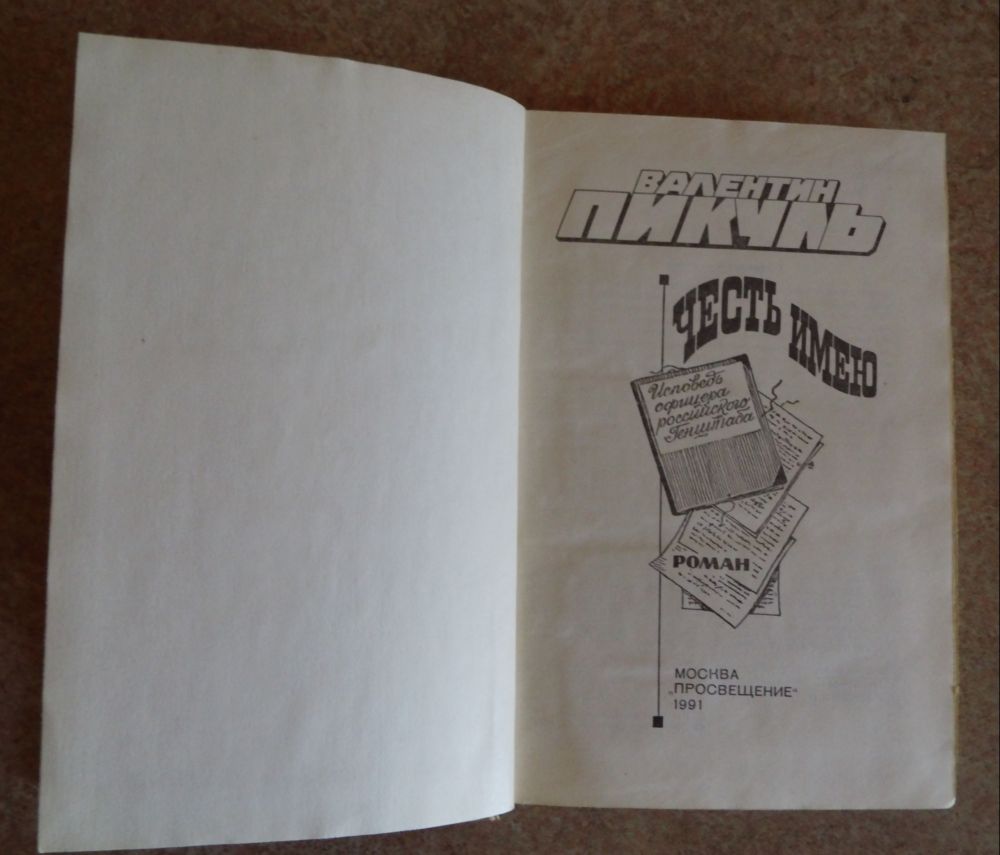 ВАЛЕНТИН
ПИКУЛЬ
ЧЕСТЬ ИМЕЮ
Исповедь
офицера
российского
Генштаба
РОМАН
МОСКВА
„ПРОСВЕЩЕНИЕ“
1991